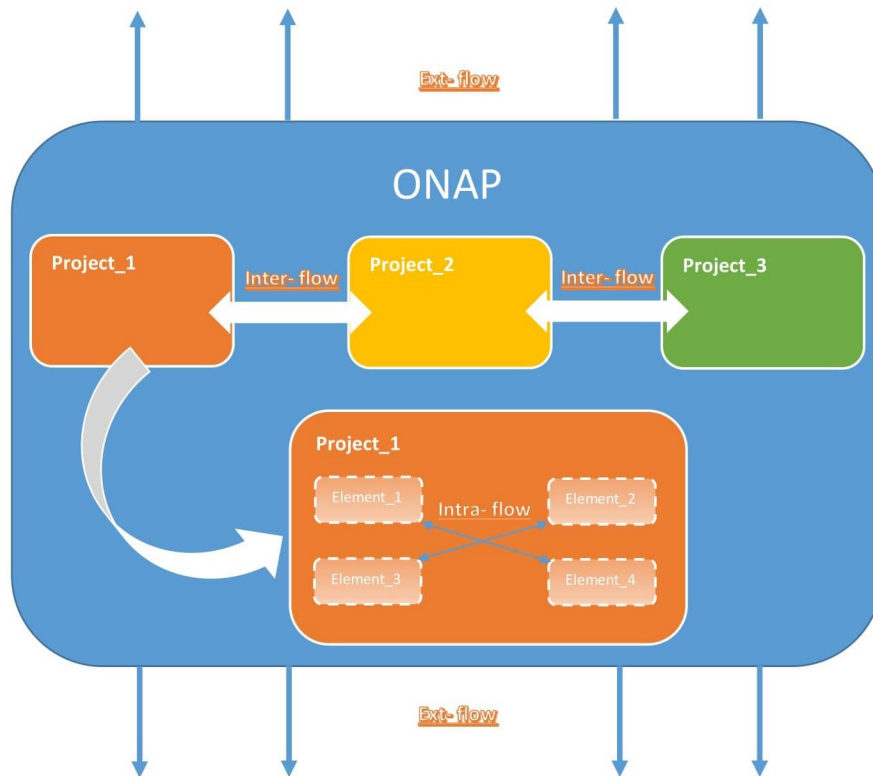 Ext- flow
ONAP
Project_1
Inter- flow
Project_2
Inter- flow
Project_3
Project_1
Element_1
Intra- flow
Element_2
Element_3
Element_4
Ext- flow